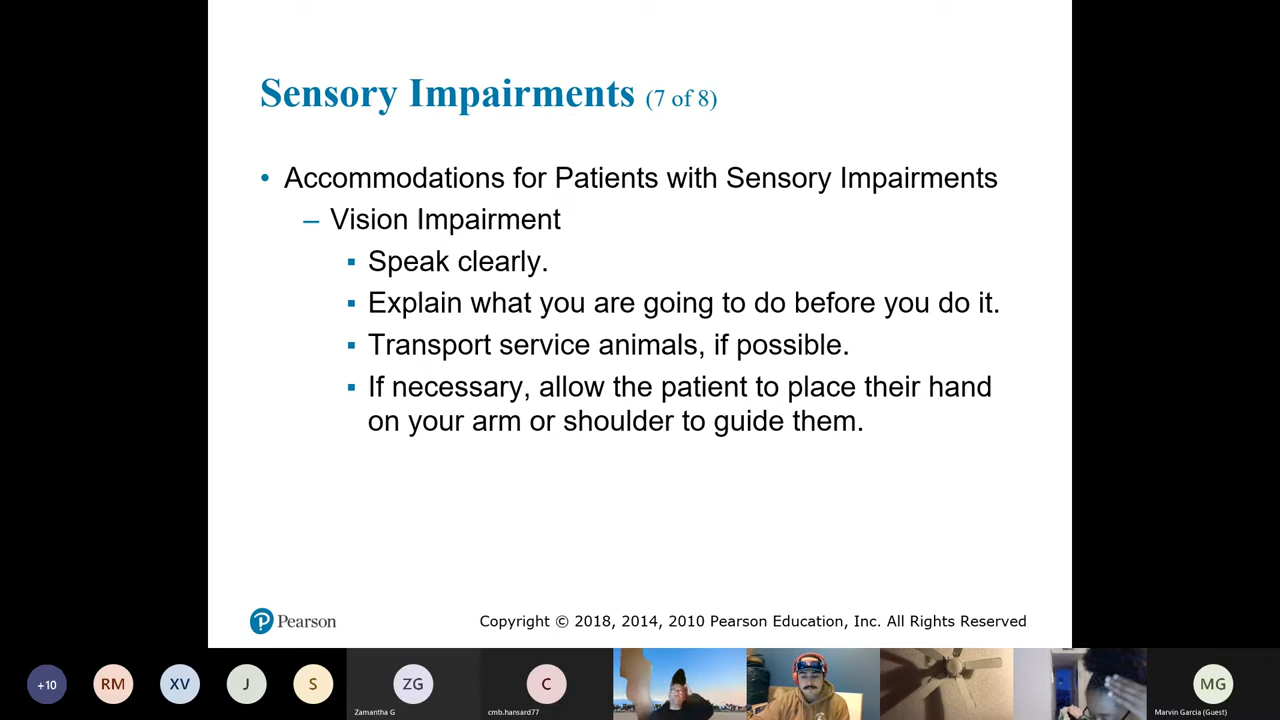 Sensory Impairments (7 of 8)
• Accommodations for Patients with Sensory Impairments
– Vision Impairment
▪ Speak clearly.
▪ Explain what you are going to do before you do it.
▪ Transport service animals, if possible.
▪ If necessary, allow the patient to place their hand
on your arm or shoulder to guide them.
P Pearson
Copyright © 2018, 2014, 2010 Pearson Education, Inc. All Rights Reserved
+10 RM XV J S ZG C MG
Zamantha G cmb.hansard77 Marvin Garcia (Guest)